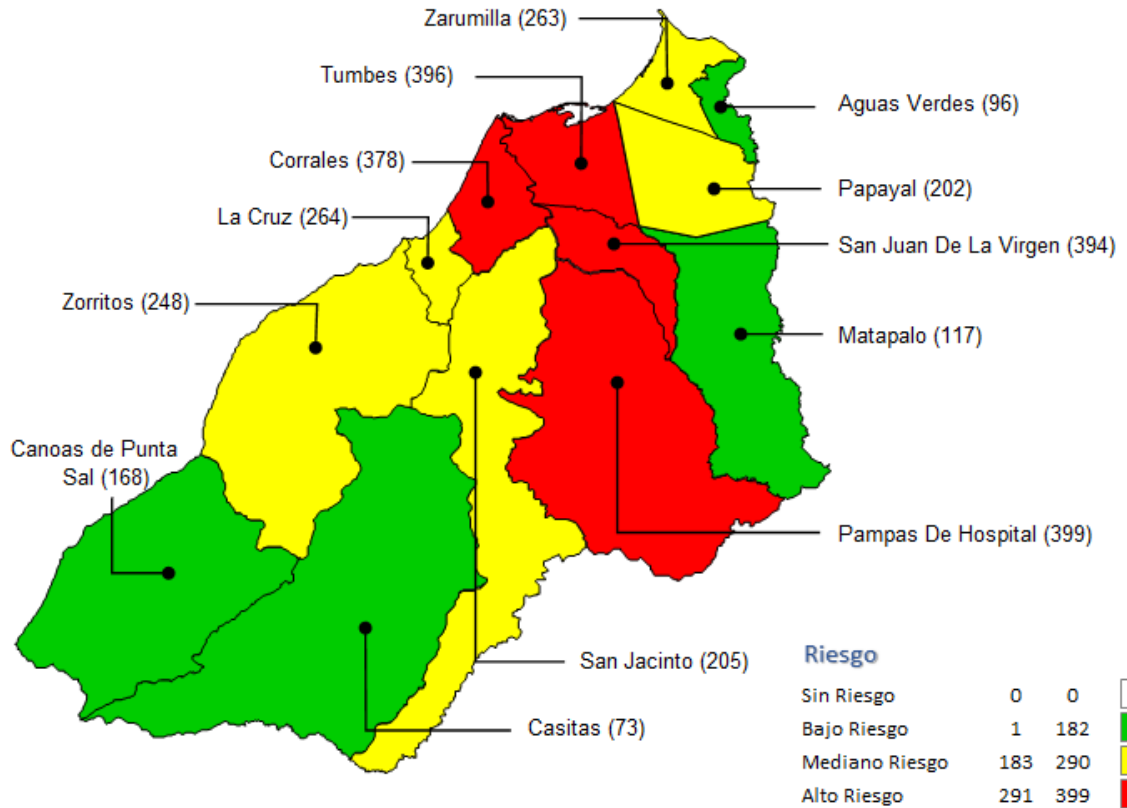 Zarumilla (263)
Tumbes (396)
Aguas Verdes (96)
Corrales (378)
Papayal (202)
La Cruz (264)
San Juan De La Virgen (394)
Zorritos (248)
Matapalo (117)
Canoas de Punta
Sal (168)
Pampas De Hospital (399)
San Jacinto (205)
Casitas (73)
Riesgo
Sin Riesgo 0 0
Bajo Riesgo 1 182
Mediano Riesgo 183 290
Alto Riesgo 291 399